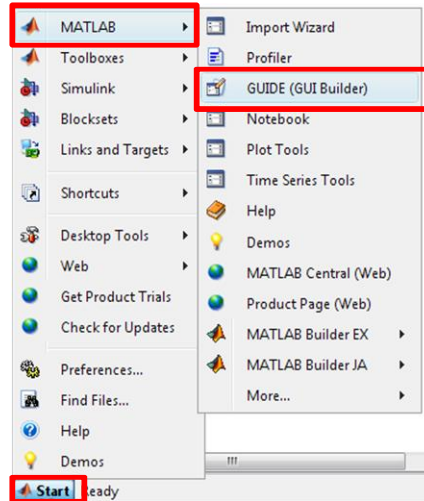 MATLAB
Toolboxes
Simulink
Blocksets
Links and Targets
Shortcuts
Desktop Tools
Web
Get Product Trials
Check for Updates
Preferences...
Find Files...
Help
Demos
Import Wizard
Profiler
GUIDE (GUI Builder)
Notebook
Plot Tools
Time Series Tools
Help
Demos
MATLAB Central (Web)
Product Page (Web)
MATLAB Builder EX
MATLAB Builder JA
More...
Start Ready